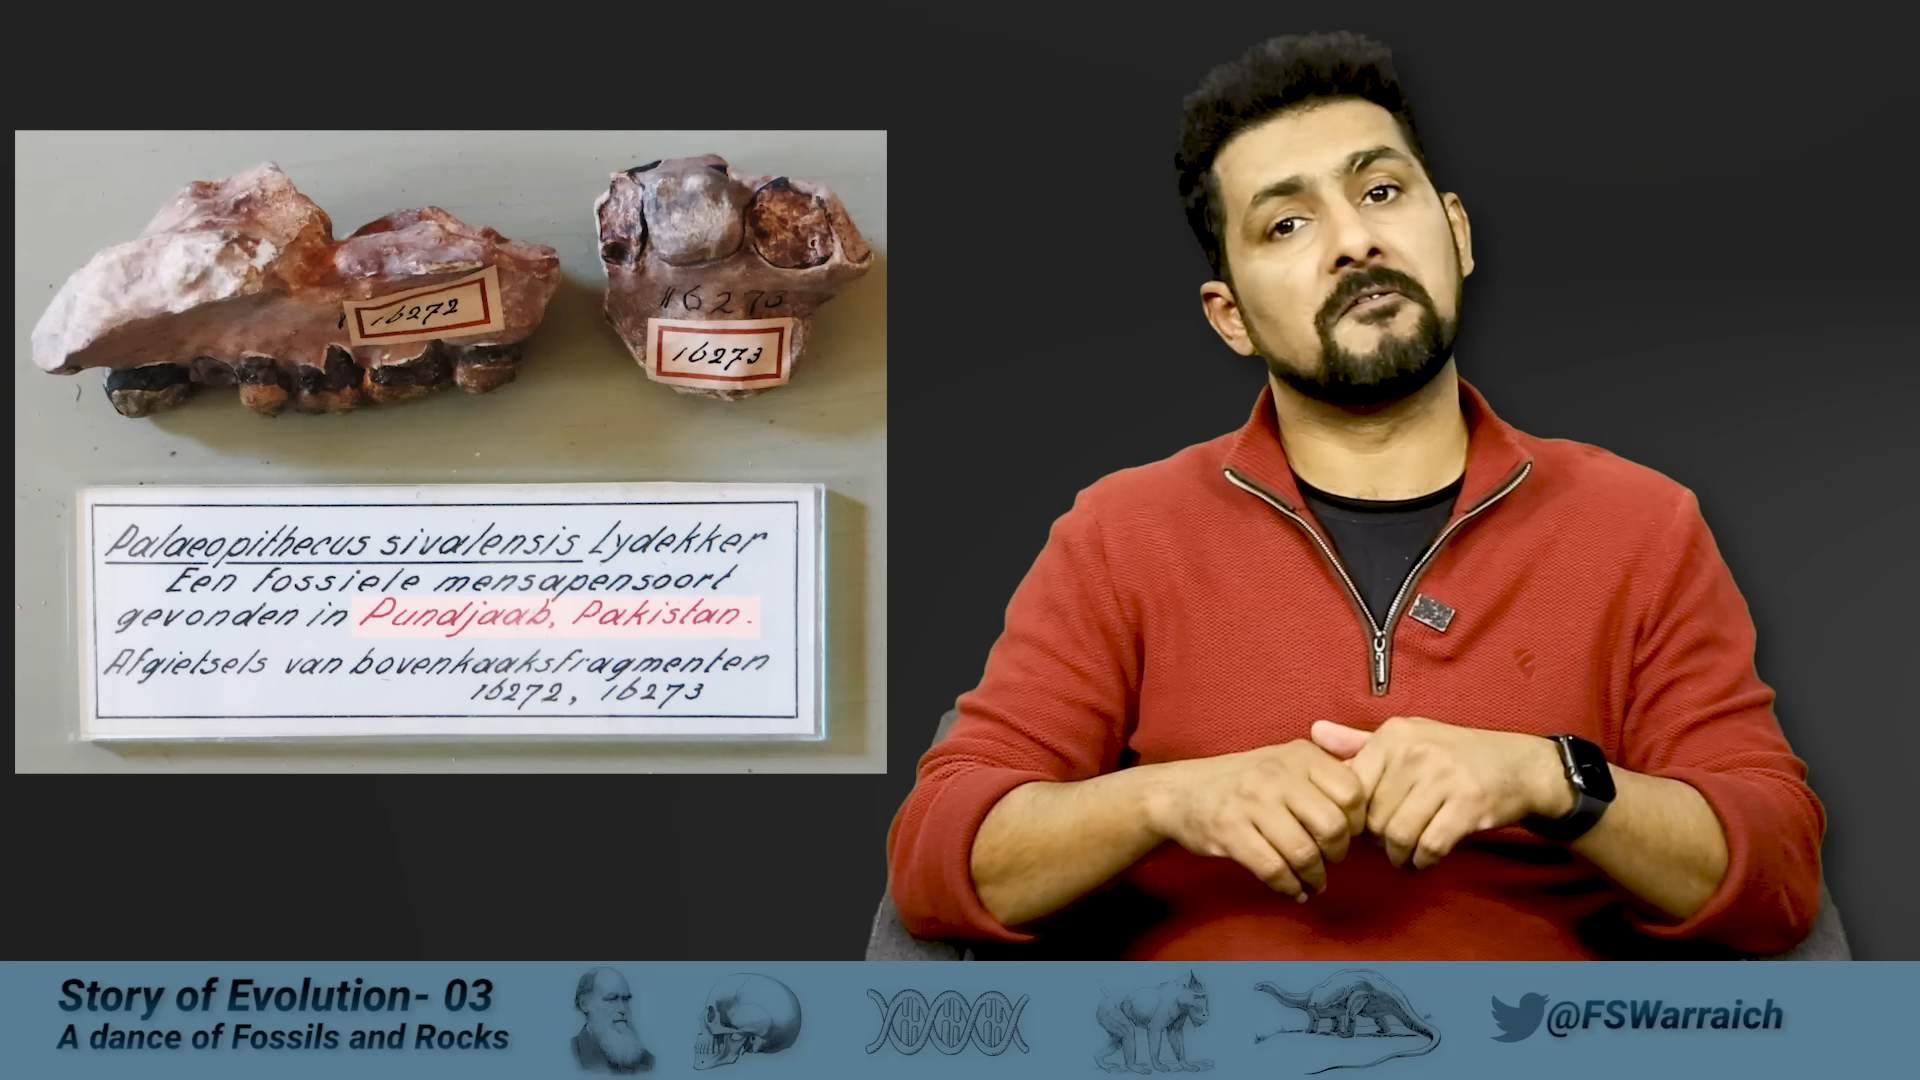 16272
116270
16273
Palaeopithecus sivalensis Lydekker
Een fossiele mensapensoort
gevonden in Pundjaab, Pakistan.
Afgietsels van bovenkaaksfragmenten
16272, 16273
Story of Evolution- 03
A dance of Fossils and Rocks
@FSWarraich